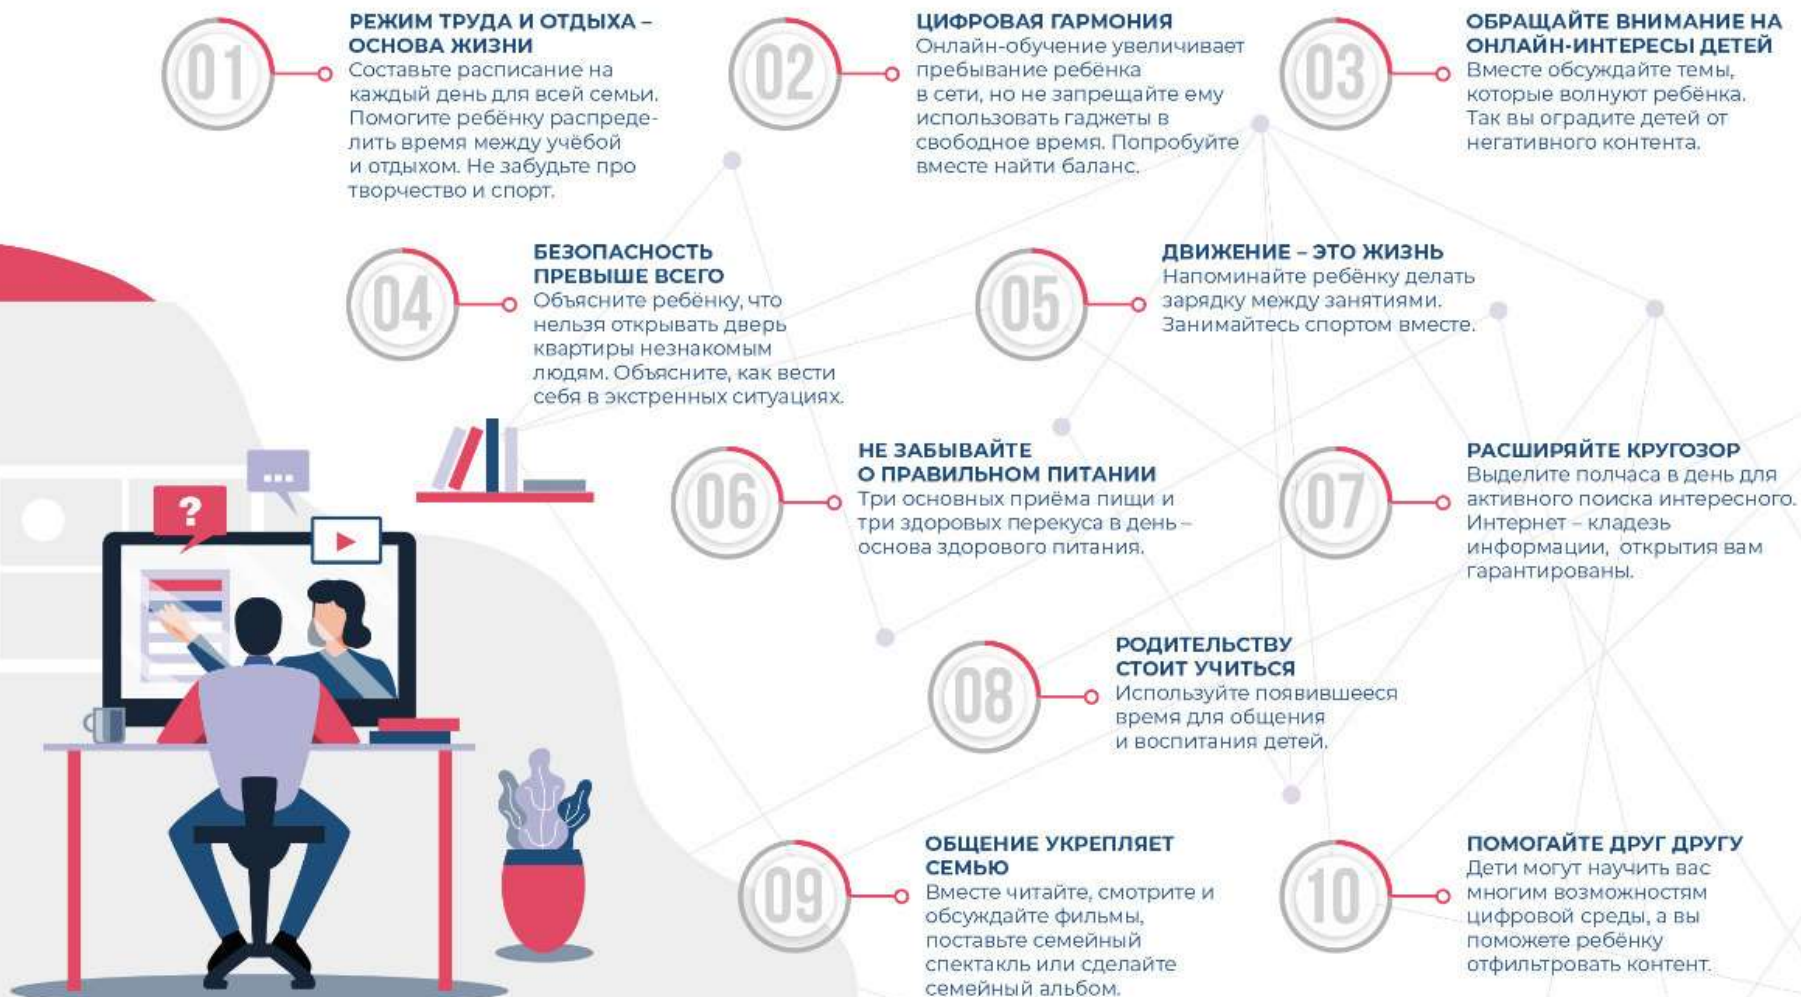 01
РЕЖИМ ТРУДА И ОТДЫХА –
ОСНОВА ЖИЗНИ
Составьте расписание на
каждый день для всей семьи.
Помогите ребёнку распреде-
лить время между учёбой
и отдыхом. Не забудьте про
творчество и спорт.
02
ЦИФРОВАЯ ГАРМОНИЯ
Онлайн-обучение увеличивает
пребывание ребёнка
в сети, но не запрещайте ему
использовать гаджеты в
свободное время. Попробуйте
вместе найти баланс.
03
ОБРАЩАЙТЕ ВНИМАНИЕ НА
ОНЛАЙН-ИНТЕРЕСЫ ДЕТЕЙ
Вместе обсуждайте темы,
которые волнуют ребёнка.
Так вы оградите детей от
негативного контента.
04
БЕЗОПАСНОСТЬ
ПРЕВЫШЕ ВСЕГО
Объясните ребёнку, что
нельзя открывать дверь
квартиры незнакомым
людям. Объясните, как вести
себя в экстренных ситуациях.
05
ДВИЖЕНИЕ – ЭТО ЖИЗНЬ
Напоминайте ребёнку делать
зарядку между занятиями.
Занимайтесь спортом вместе.
06
НЕ ЗАБЫВАЙТЕ
О ПРАВИЛЬНОМ ПИТАНИИ
Три основных приёма пищи и
три здоровых перекуса в день –
основа здорового питания.
07
РАСШИРЯЙТЕ КРУГОЗОР
Выделите полчаса в день для
активного поиска интересного.
Интернет – кладезь
информации, открытия вам
гарантированы.
?
...
08
РОДИТЕЛЬСТВУ
СТОИТ УЧИТЬСЯ
Используйте появившееся
время для общения
и воспитания детей.
09
ОБЩЕНИЕ УКРЕПЛЯЕТ
СЕМЬЮ
Вместе читайте, смотрите и
обсуждайте фильмы,
поставьте семейный
спектакль или сделайте
семейный альбом.
10
ПОМОГАЙТЕ ДРУГ ДРУГУ
Дети могут научить вас
многим возможностям
цифровой среды, а вы
поможете ребёнку
отфильтровать контент.